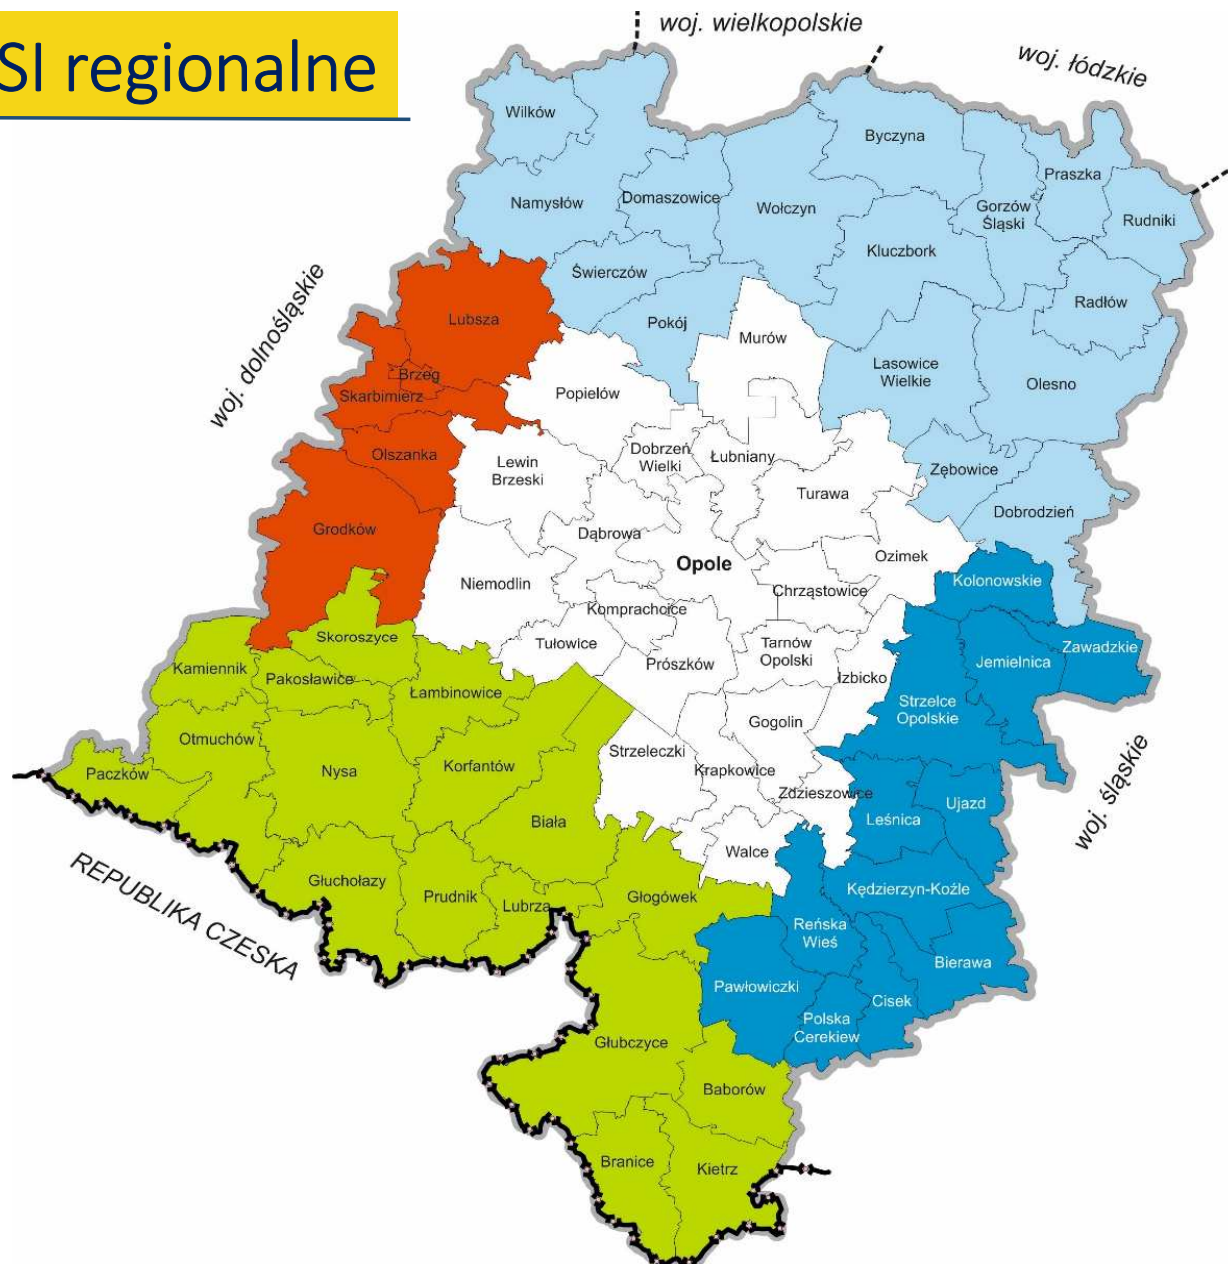 SI regionalne
woj. wielkopolskie
woj. łódzkie
Wilków
Byczyna
Praszka
Namysłów
Domaszowice
Wołczyn
Gorzów
Śląski
Rudniki
Kluczbork
Świerczów
Radłów
woj. dolnośląskie
Lubsza
Pokój
Murów
Lasowice
Wielkie
Olesno
Brzeg
Skarbimierz
Popielów
Olszanka
Lewin
Brzeski
Dobrzeń
Wielki
Łubniany
Zębowice
Turawa
Dobrodzień
Grodków
Dąbrowa
Ozimek
Opole
Niemodlin
Kolonowskie
Chrząstowice
Komprachcice
Skoroszyce
Tułowice
Tarnów
Opolski
Zawadzkie
Kamiennik
Pakosławice
Prószków
Jemielnica
Izbicko
Łambinowice
Strzelce
Opolskie
Gogolin
Otmuchów
Strzeleczki
Paczków
Nysa
Korfantów
Krapkowice
Zdzieszowice
Ujazd
woj. śląskie
Leśnica
Biała
Walce
REPUBLIKA CZESKA
Głuchołazy
Prudnik
Lubrza
Głogówek
Kędzierzyn-Koźle
Reńska
Wieś
Bierawa
Pawłowiczki
Cisek
Polska
Cerekiew
Głubczyce
Baborów
Branice
Kietrz